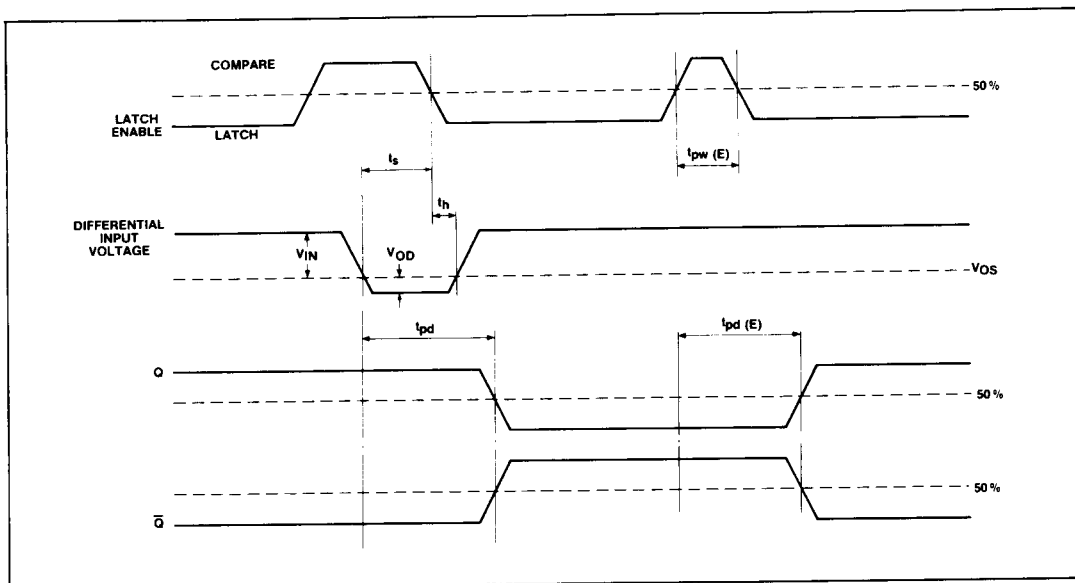 COMPARE
50%
LATCH
ENABLE
LATCH
ts
tpw (E)
th
DIFFERENTIAL
INPUT
VOLTAGE
VIN
VOD
VOS
tpd
tpd (E)
Q
50%
50%
Q̅